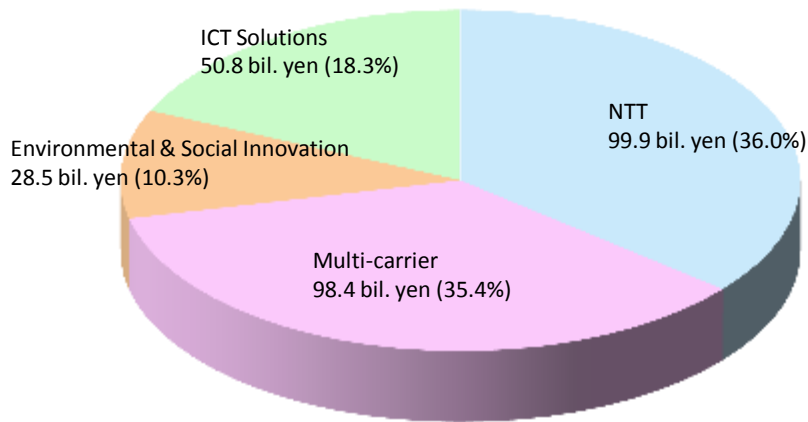 ICT Solutions
50.8 bil. yen (18.3%)
NTT
99.9 bil. yen (36.0%)
Environmental & Social Innovation
28.5 bil. yen (10.3%)
Multi-carrier
98.4 bil. yen (35.4%)